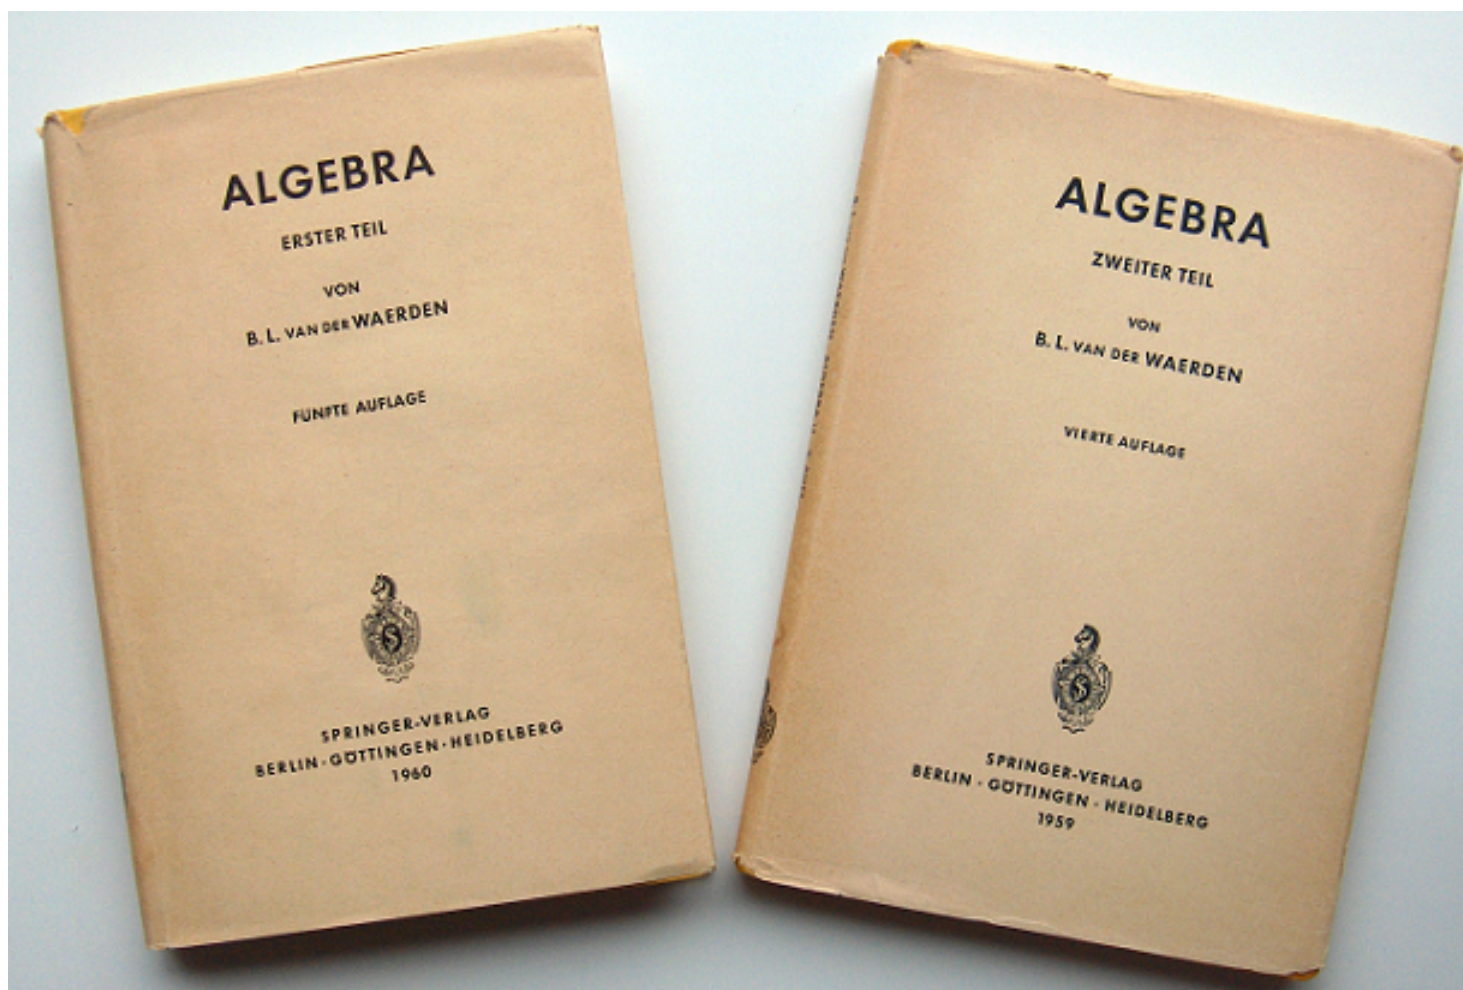 ALGEBRA
ERSTER TEIL
VON
B. L. VAN DER WAERDEN
FÜNFTE AUFLAGE
SPRINGER-VERLAG
BERLIN · GÖTTINGEN · HEIDELBERG
1960
ALGEBRA
ZWEITER TEIL
VON
B. L. VAN DER WAERDEN
VIERTE AUFLAGE
SPRINGER-VERLAG
BERLIN · GÖTTINGEN · HEIDELBERG
1959